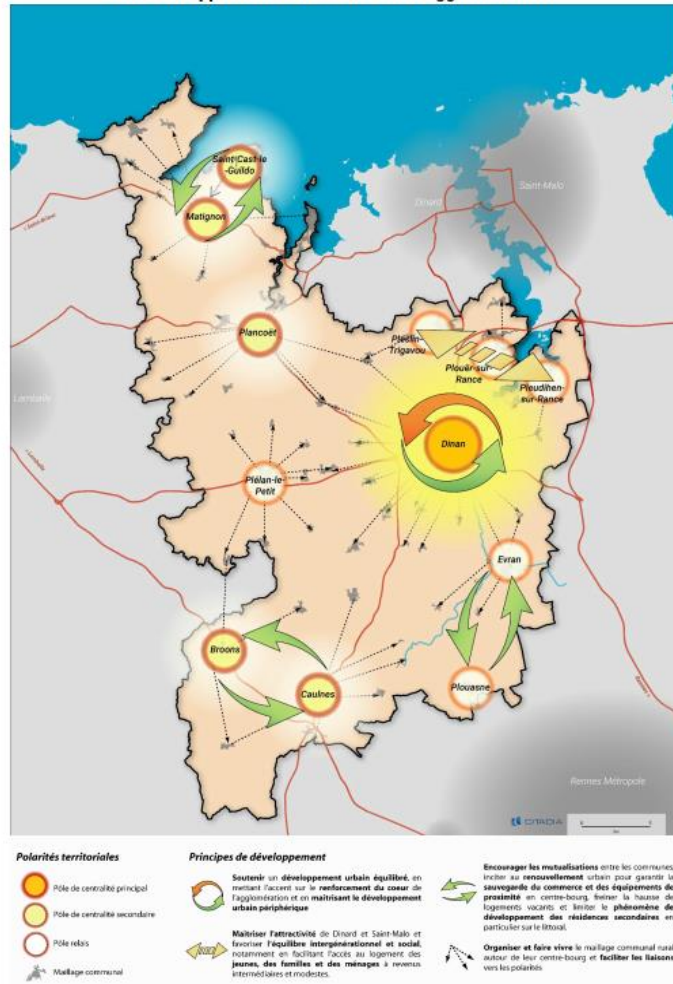 Saint-Cast-le
-Guildo
Matignon
Saint-Malo
Dinard
Plancoët
Pleslin-
Trigavou
Plouër-sur-
Rance
Pleudihen-
sur-Rance
Lamballe
Dinan
Plélan-le-
Petit
Evran
Broons
Caulnes
Plouasne
Rennes Métropole
CITADIA
Polarités territoriales
Pôle de centralité principal
Pôle de centralité secondaire
Pôle relais
Maillage communal
Principes de développement
Soutenir un développement urbain équilibré, en
mettant l'accent sur le renforcement du coeur de
l'agglomération et en maitrisant le développement
urbain périphérique
Maitriser l'attractivité de Dinard et Saint-Malo et
favoriser l'équilibre intergénérationnel et social,
notamment en facilitant l'accès au logement des
jeunes, des familles et des ménages à revenus
intermédiaires et modestes.
Encourager les mutualisations entre les communes,
inciter au renouvellement urbain pour garantir la
sauvegarde du commerce et des équipements de
proximité en centre-bourg, freiner la hausse de
logements vacants et limiter le phénomène de
développement des résidences secondaires en
particulier sur le littoral.
Organiser et faire vivre le maillage communal rural
autour de leur centre-bourg et faciliter les liaisons
vers les polarités